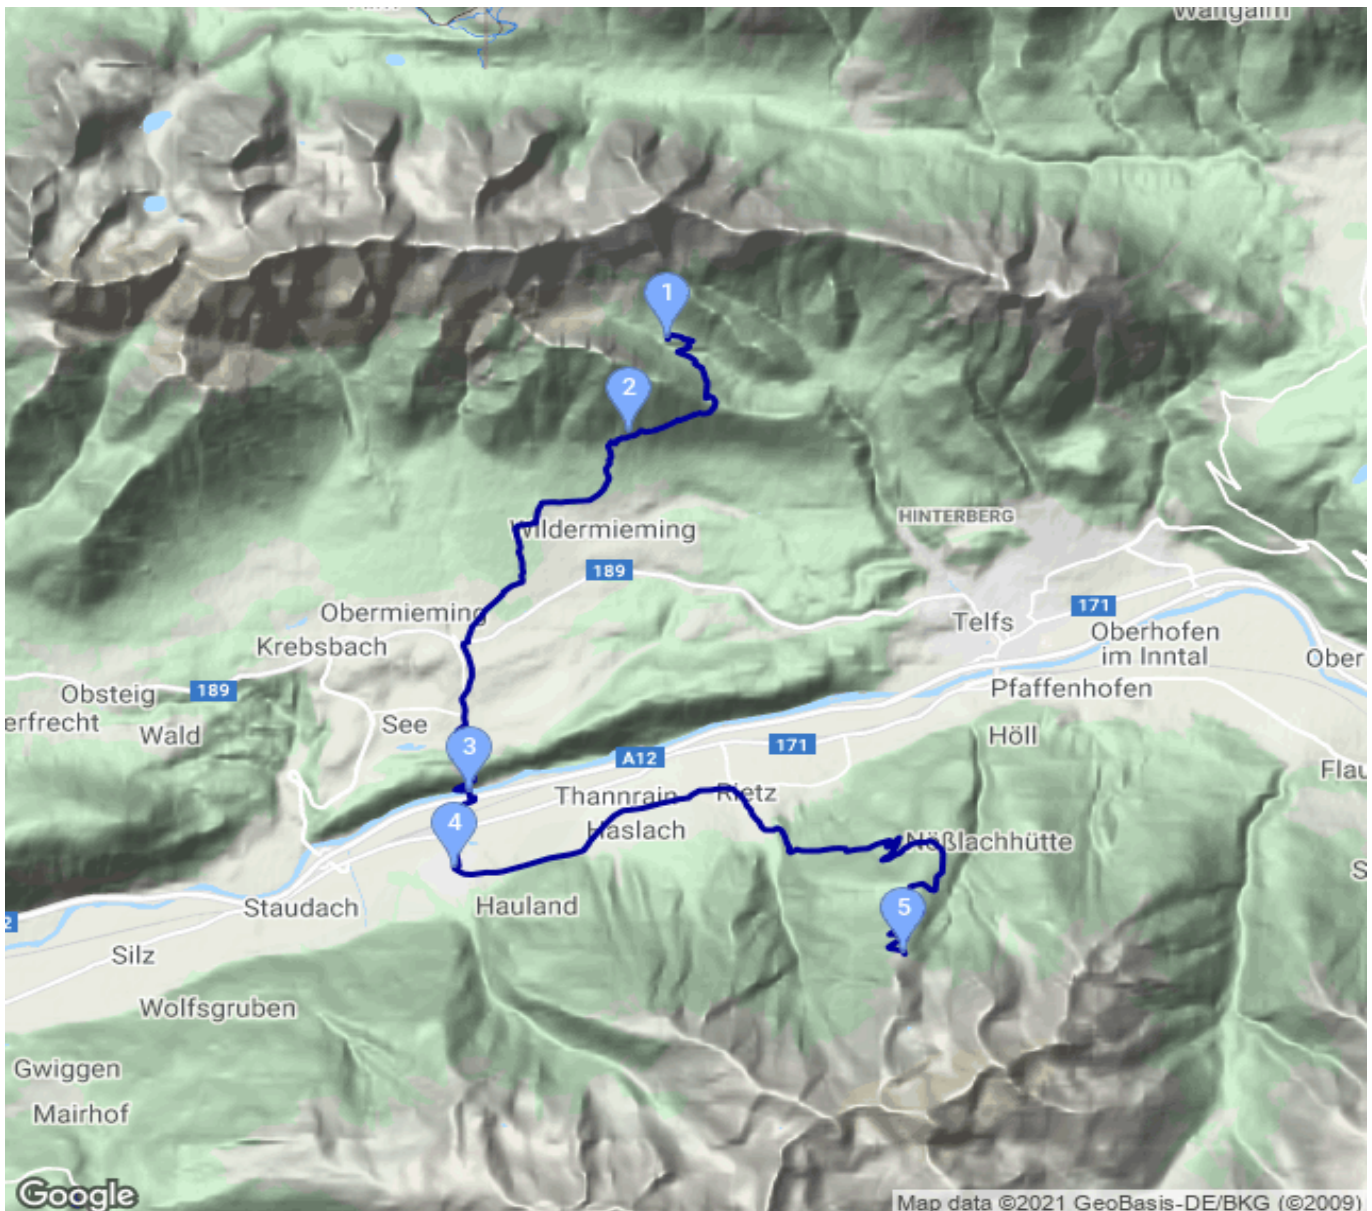 1
2
Wildermieming
HINTERBERG
189
Obermieming
171
Krebsbach
Telfs
Oberhofen
im Inntal
Ober
Obsteig
189
Pfaffenhofen
erfrecht
Wald
See
3
A12
171
Höll
Flau
Thannrain
Rietz
4
Haslach
Nößlachhütte
Staudach
Hauland
5
2
Silz
Wolfsgruben
Gwiggen
Mairhof
Google
Map data ©2021 GeoBasis-DE/BKG (©2009)